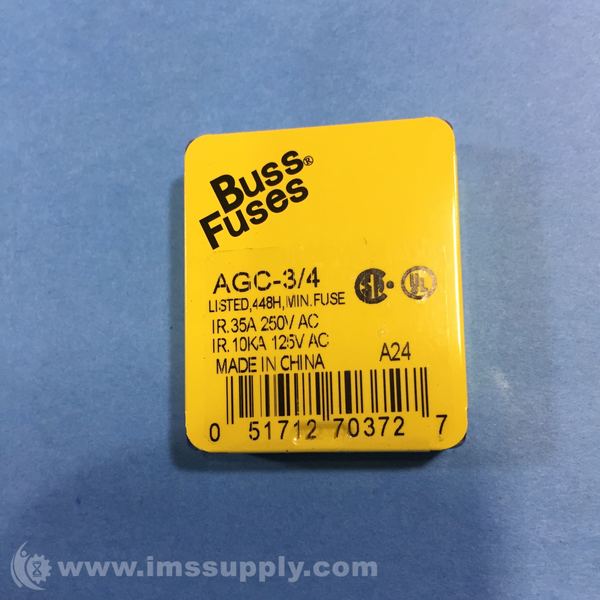 Buss®
Fuses
AGC-3/4
LISTED,448H,MIN.FUSE
IR.35A 250V AC
IR.10KA 125V AC
MADE IN CHINA A24
0 51712 70372 7
www.imssupply.com